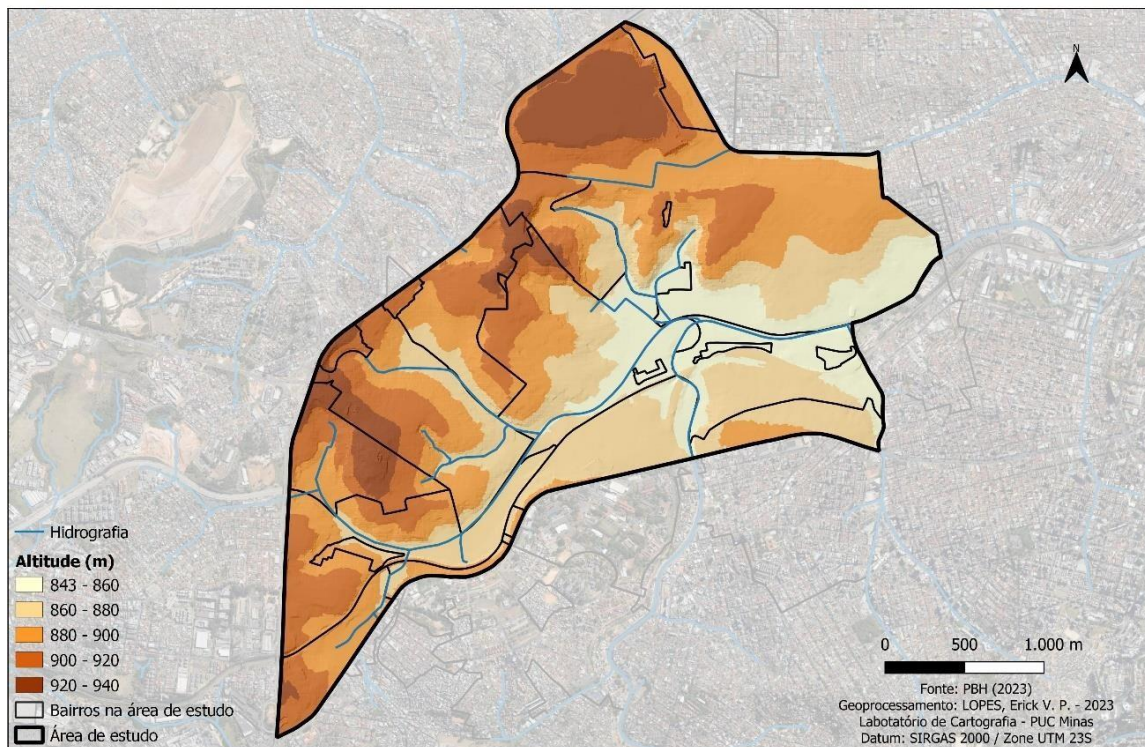 N
Hidrografia
Altitude (m)
843 - 860
860 - 880
880 - 900
900 - 920
920 - 940
Bairros na área de estudo
Área de estudo
0 500 1.000 m
Fonte: PBH (2023)
Geoprocessamento: LOPES, Erick V. P. - 2023
Labotatório de Cartografia - PUC Minas
Datum: SIRGAS 2000 / Zone UTM 23S